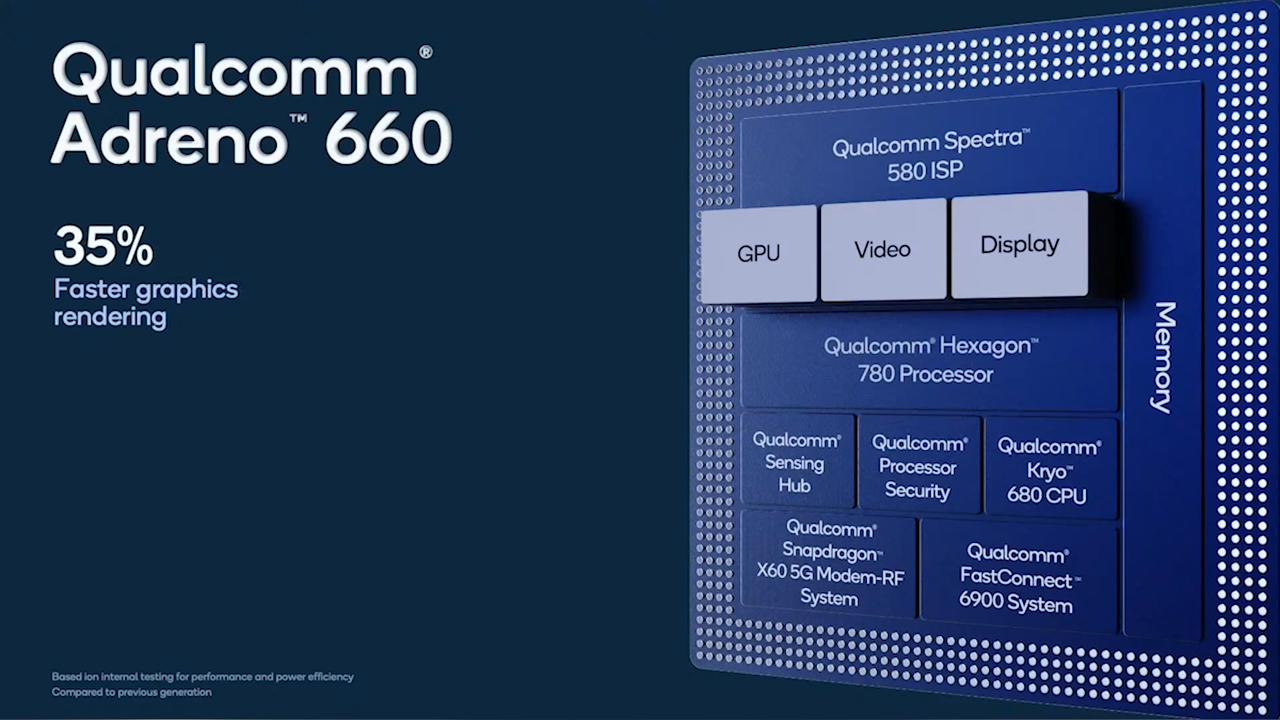 Qualcomm®
Adreno™ 660
35%
Faster graphics
rendering
Based ion internal testing for performance and power efficiency
Compared to previous generation
Qualcomm Spectra™
580 ISP
GPU
Video
Display
Memory
Qualcomm® Hexagon™
780 Processor
Qualcomm®
Sensing
Hub
Qualcomm®
Processor
Security
Qualcomm®
Kryo™
680 CPU
Qualcomm®
Snapdragon™
X60 5G Modem-RF
System
Qualcomm®
FastConnect™
6900 System